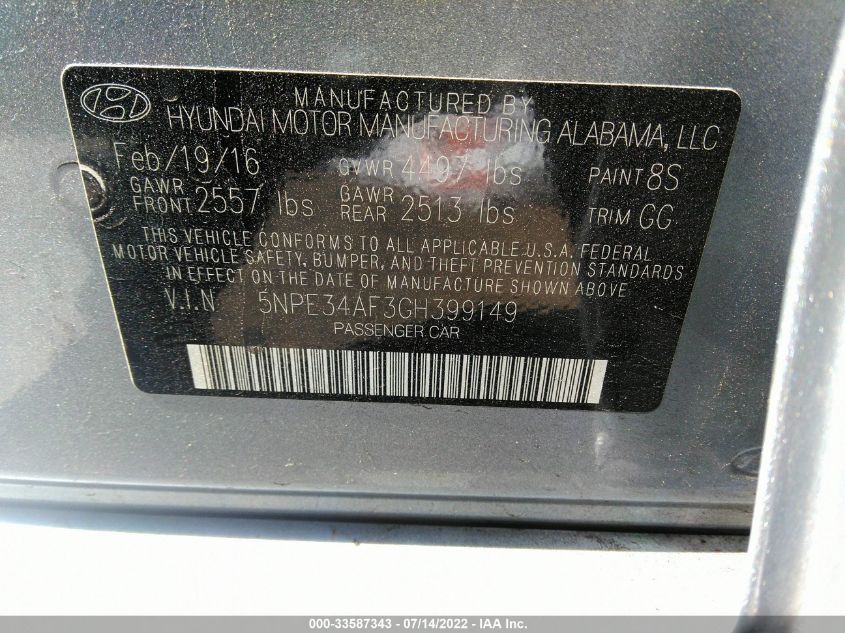 MANUFACTURED BY
HYUNDAI MOTOR MANUFACTURING ALABAMA, LLC
Feb/19/16 GVWR 4497 lbs PAINT 8S
GAWR FRONT 2557 lbs GAWR REAR 2513 lbs TRIM GG
THIS VEHICLE CONFORMS TO ALL APPLICABLE U.S.A. FEDERAL
MOTOR VEHICLE SAFETY, BUMPER, AND THEFT PREVENTION STANDARDS
IN EFFECT ON THE DATE OF MANUFACTURE SHOWN ABOVE
V.I.N 5NPE34AF3GH399149
PASSENGER CAR
000-33587343 - 07/14/2022 - IAA Inc.